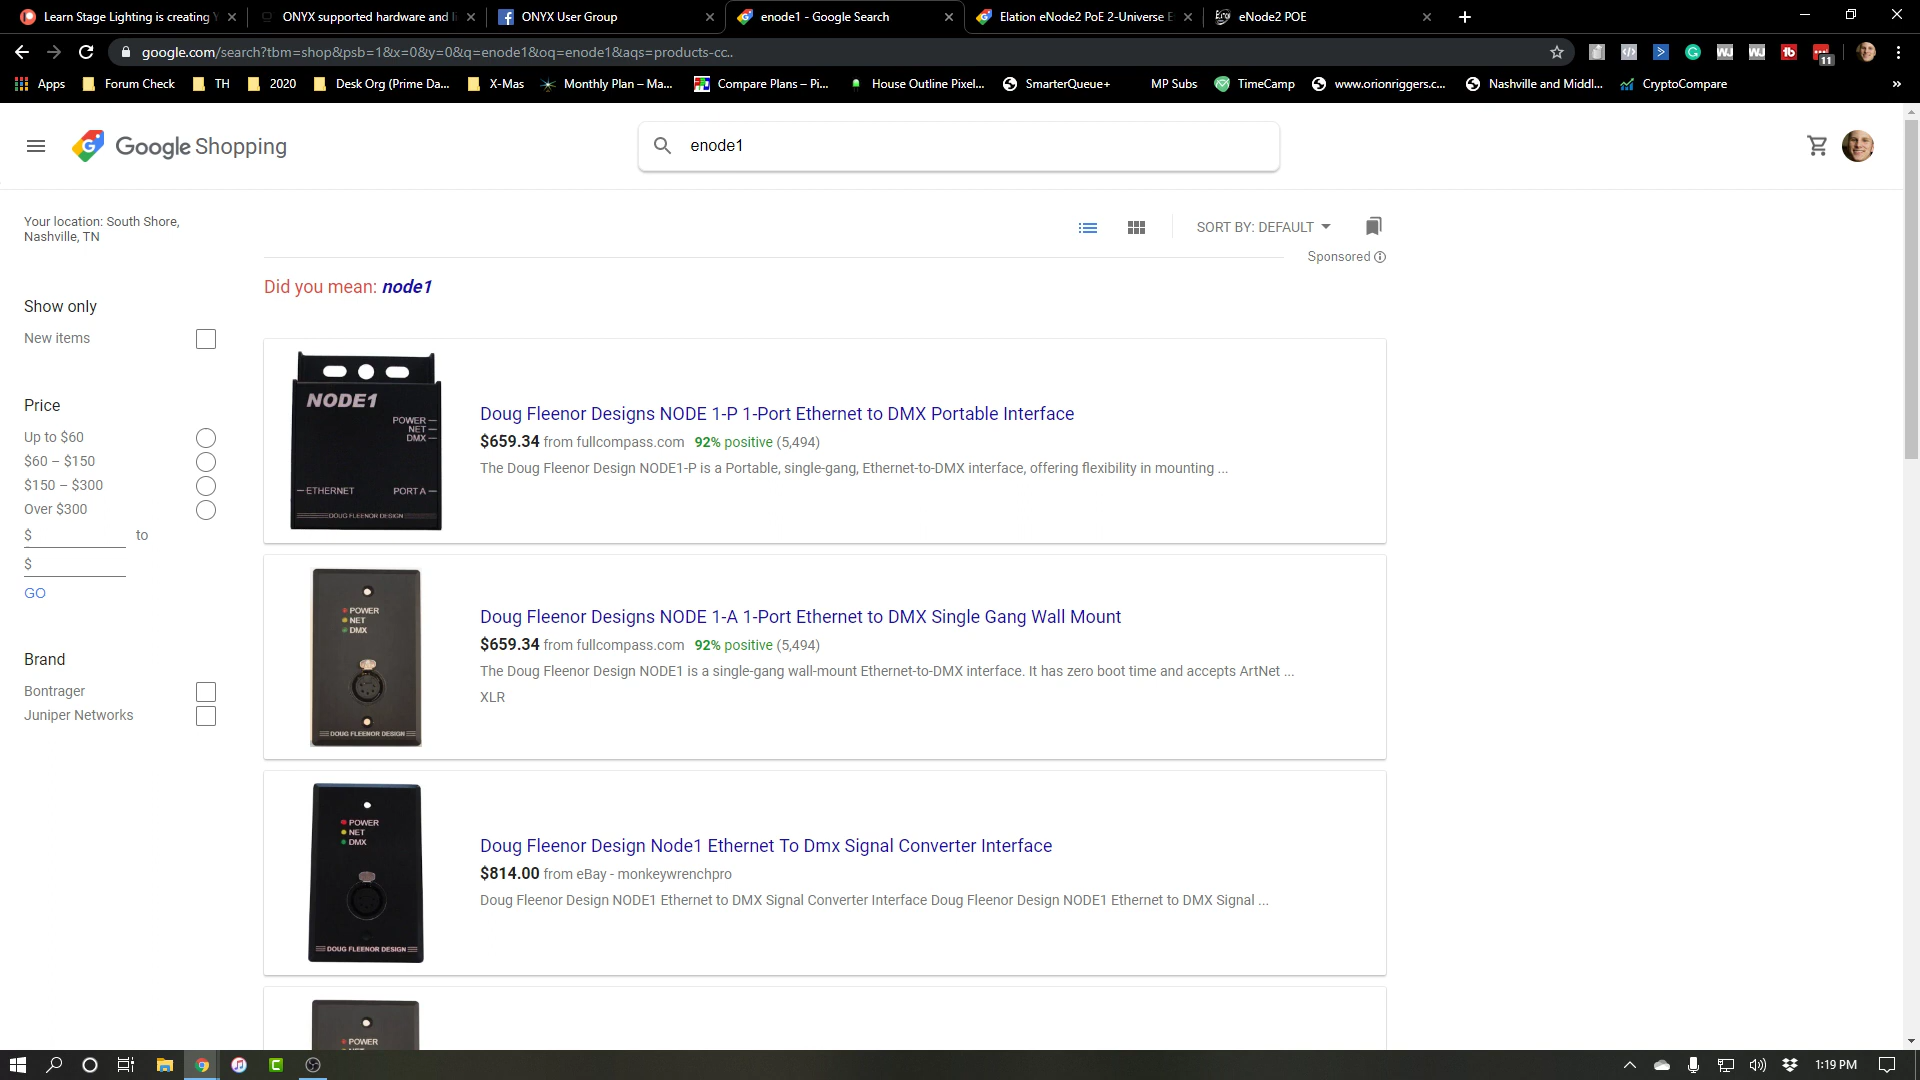 Learn Stage Lighting is creating
ONYX supported hardware and li
ONYX User Group
enode1 - Google Search
Elation eNode2 PoE 2-Universe E
eNode2 POE
google.com/search?tbm=shop&psb=1&x=0&y=0&q=enode1&oq=enode1&aqs=products-cc..
11
Apps
Forum Check
TH
2020
Desk Org (Prime Da...
X-Mas
Monthly Plan – Ma...
Compare Plans – Pi...
House Outline Pixel...
SmarterQueue+
MP Subs
TimeCamp
www.orionriggers.c...
Nashville and Middl...
CryptoCompare
»
Google Shopping
enode1
Your location: South Shore,
Nashville, TN
SORT BY: DEFAULT
Sponsored
Did you mean: node1
Show only
New items
Price
Up to $60
$60 – $150
$150 – $300
Over $300
$ to
$
GO
Brand
Bontrager
Juniper Networks
NODE1
POWER
NET
DMX
ETHERNET PORT A
DOUG FLEENOR DESIGN
Doug Fleenor Designs NODE 1-P 1-Port Ethernet to DMX Portable Interface
$659.34 from fullcompass.com 92% positive (5,494)
The Doug Fleenor Design NODE1-P is a Portable, single-gang, Ethernet-to-DMX interface, offering flexibility in mounting ...
POWER
NET
DMX
DOUG FLEENOR DESIGN
Doug Fleenor Designs NODE 1-A 1-Port Ethernet to DMX Single Gang Wall Mount
$659.34 from fullcompass.com 92% positive (5,494)
The Doug Fleenor Design NODE1 is a single-gang wall-mount Ethernet-to-DMX interface. It has zero boot time and accepts ArtNet ...
XLR
POWER
NET
DMX
DOUG FLEENOR DESIGN
Doug Fleenor Design Node1 Ethernet To Dmx Signal Converter Interface
$814.00 from eBay - monkeywrenchpro
Doug Fleenor Design NODE1 Ethernet to DMX Signal Converter Interface Doug Fleenor Design NODE1 Ethernet to DMX Signal ...
POWER
1:19 PM